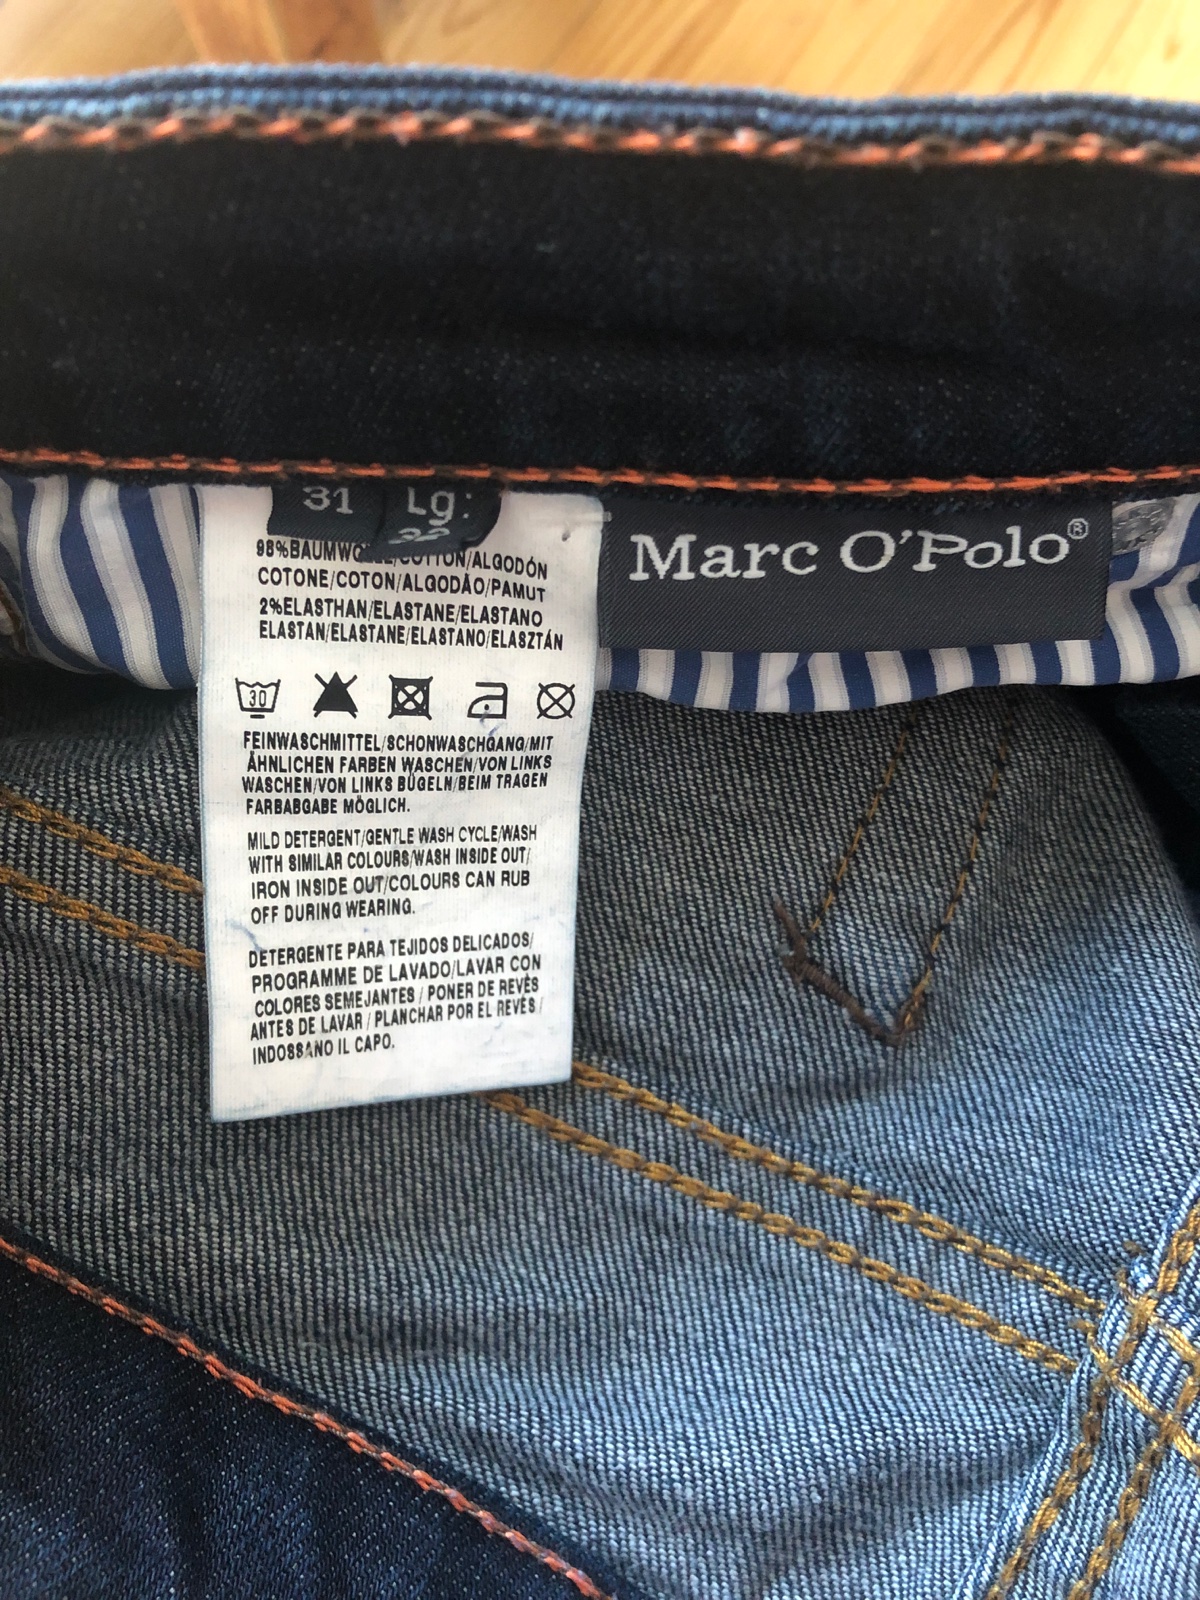 31 Lg:
Marc O'Polo®
98% /COTTON/ALGODÓN
COTONE/COTON/ALGODÃO/PAMUT
2%ELASTHAN/ELASTANE/ELASTANO
ELASTAN/ELASTANE/ELASTANO/ELASZTÁN
30
FEINWASCHMITTEL/SCHONWASCHGANG/MIT
ÄHNLICHEN FARBEN WASCHEN/VON LINKS
WASCHEN/VON LINKS BÜGELN/BEIM TRAGEN
FARBABGABE MÖGLICH.
MILD DETERGENT/GENTLE WASH CYCLE/WASH
WITH SIMILAR COLOURS/WASH INSIDE OUT/
IRON INSIDE OUT/COLOURS CAN RUB
OFF DURING WEARING.
DETERGENTE PARA TEJIDOS DELICADOS/
PROGRAMME DE LAVADO/LAVAR CON
COLORES SEMEJANTES / PONER DE REVÉS
ANTES DE LAVAR / PLANCHAR POR EL REVÉS /
INDOSSANO IL CAPO.